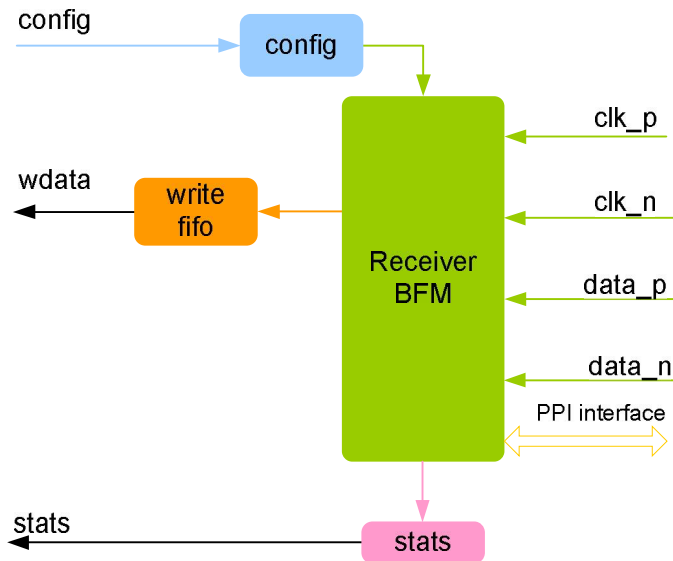 config
config
clk_p
wdata
write
fifo
clk_n
Receiver
BFM
data_p
data_n
PPI interface
stats
stats